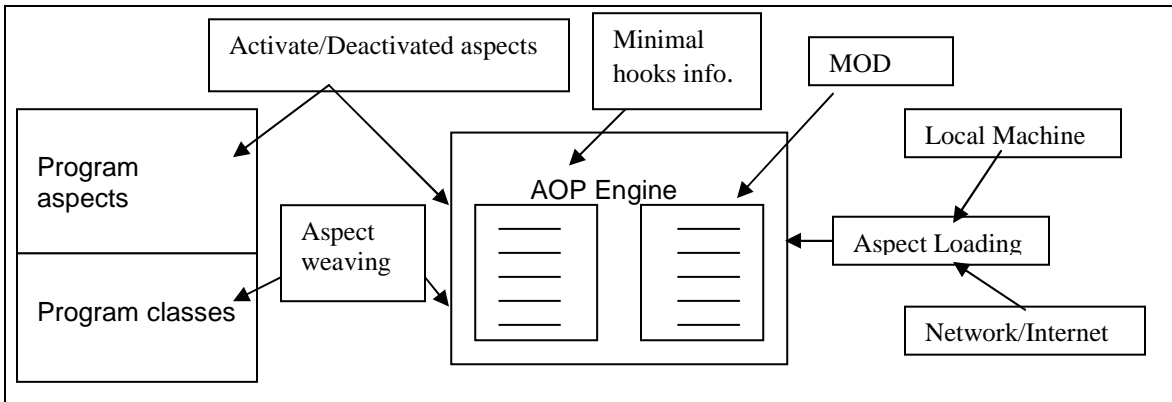 Activate/Deactivated aspects
Minimal
hooks info.
MOD
Local Machine
Program
aspects
AOP Engine
Aspect
weaving
Aspect Loading
Program classes
Network/Internet